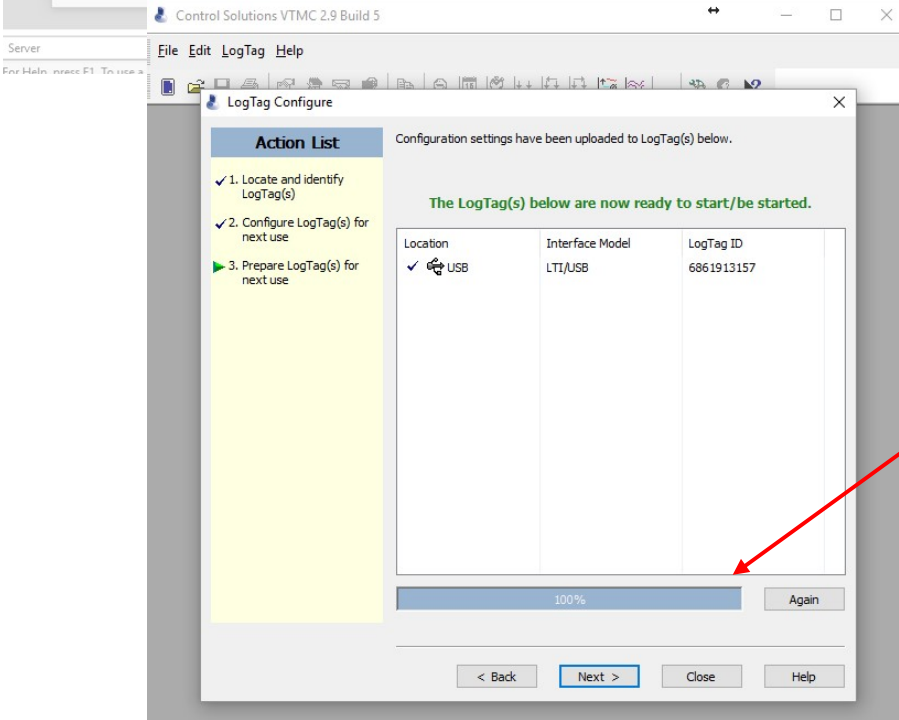 Control Solutions VTMC 2.9 Build 5
Server
File Edit LogTag Help
For Help, press F1. To use a
LogTag Configure
Action List
Configuration settings have been uploaded to LogTag(s) below.
1. Locate and identify
LogTag(s)
The LogTag(s) below are now ready to start/be started.
2. Configure LogTag(s) for
next use
Location Interface Model LogTag ID
3. Prepare LogTag(s) for
next use
USB LTI/USB 6861913157
100%
Again
< Back Next > Close Help